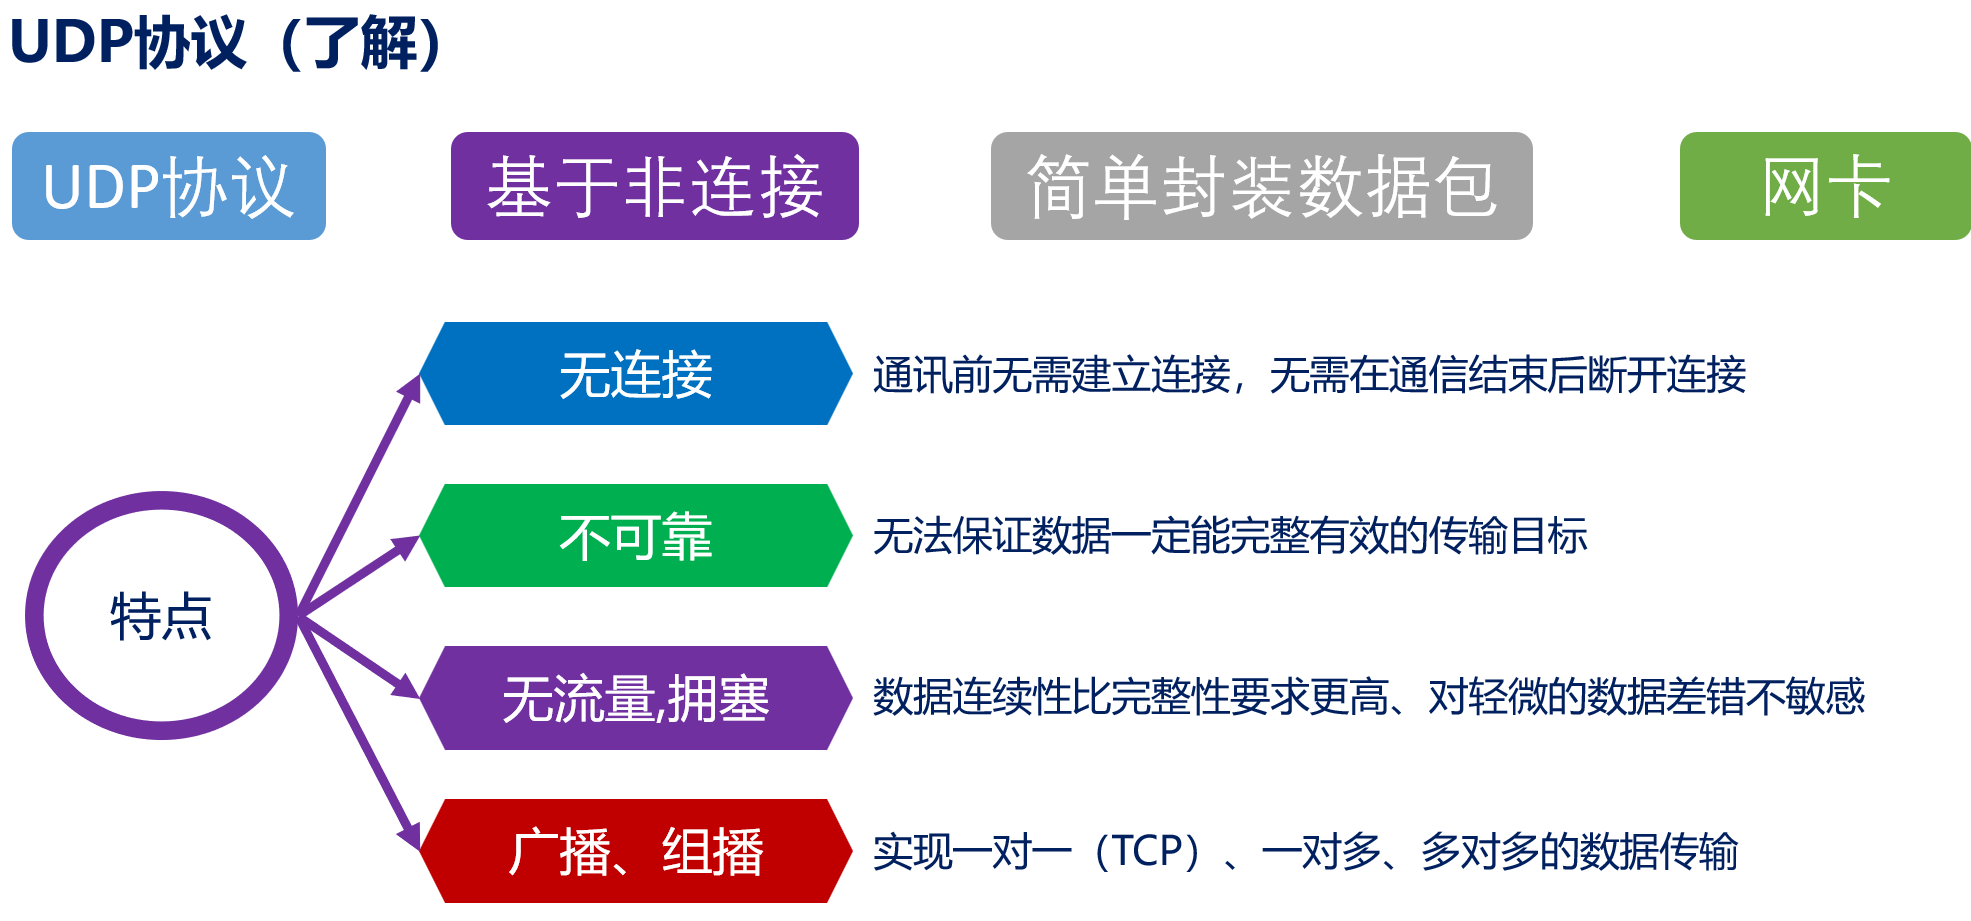 UDP协议（了解）
UDP协议 基于非连接 简单封装数据包 网卡
无连接 通讯前无需建立连接，无需在通信结束后断开连接
不可靠 无法保证数据一定能完整有效的传输目标
特点
无流量,拥塞 数据连续性比完整性要求更高、对轻微的数据差错不敏感
广播、组播 实现一对一（TCP）、一对多、多对多的数据传输